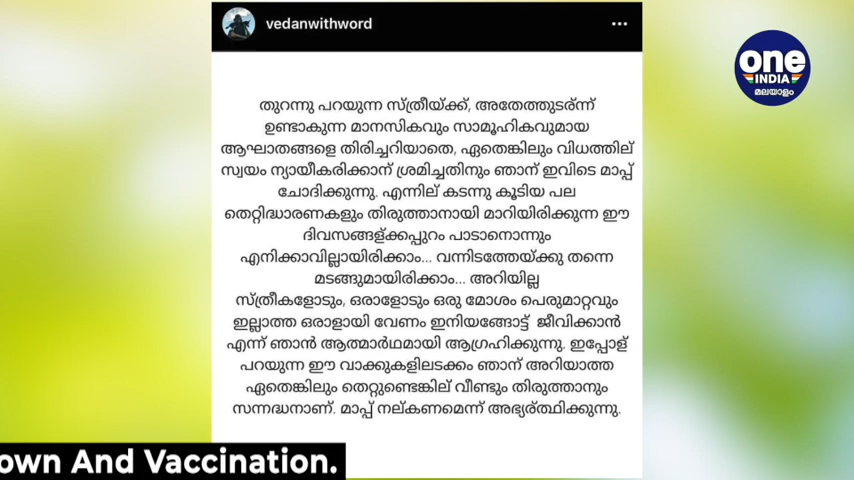 vedanwithword
one
INDIA
മലയാളം
തുറന്നു പറയുന്ന സ്ത്രീയ്ക്ക്, അതേത്തുടര്ന്ന്
ഉണ്ടാകുന്ന മാനസികവും സാമൂഹികവുമായ
ആഘാതങ്ങളെ തിരിച്ചറിയാതെ, ഏതെങ്കിലും വിധത്തില്
സ്വയം ന്യായീകരിക്കാന് ശ്രമിച്ചതിനും ഞാന് ഇവിടെ മാപ്പ്
ചോദിക്കുന്നു. എന്നില് കടന്നു കൂടിയ പല
തെറ്റിദ്ധാരണകളും തിരുത്താനായി മാറിയിരിക്കുന്ന ഈ
ദിവസങ്ങള്ക്കപ്പുറം പാടാനൊന്നും
എനിക്കാവില്ലായിരിക്കാം... വന്നിടത്തേയ്ക്കു തന്നെ
മടങ്ങുമായിരിക്കാം... അറിയില്ല
സ്ത്രീകളോടും, ഒരാളോടും ഒരു മോശം പെരുമാറ്റവും
ഇല്ലാത്ത ഒരാളായി വേണം ഇനിയങ്ങോട്ട് ജീവിക്കാൻ
എന്ന് ഞാൻ ആത്മാർഥമായി ആഗ്രഹിക്കുന്നു. ഇപ്പോള്
പറയുന്ന ഈ വാക്കുകളിലടക്കം ഞാന് അറിയാത്ത
ഏതെങ്കിലും തെറ്റുണ്ടെങ്കില് വീണ്ടും തിരുത്താനും
സന്നദ്ധനാണ്. മാപ്പ് നല്കണമെന്ന് അഭ്യര്ത്ഥിക്കുന്നു.
own And Vaccination.